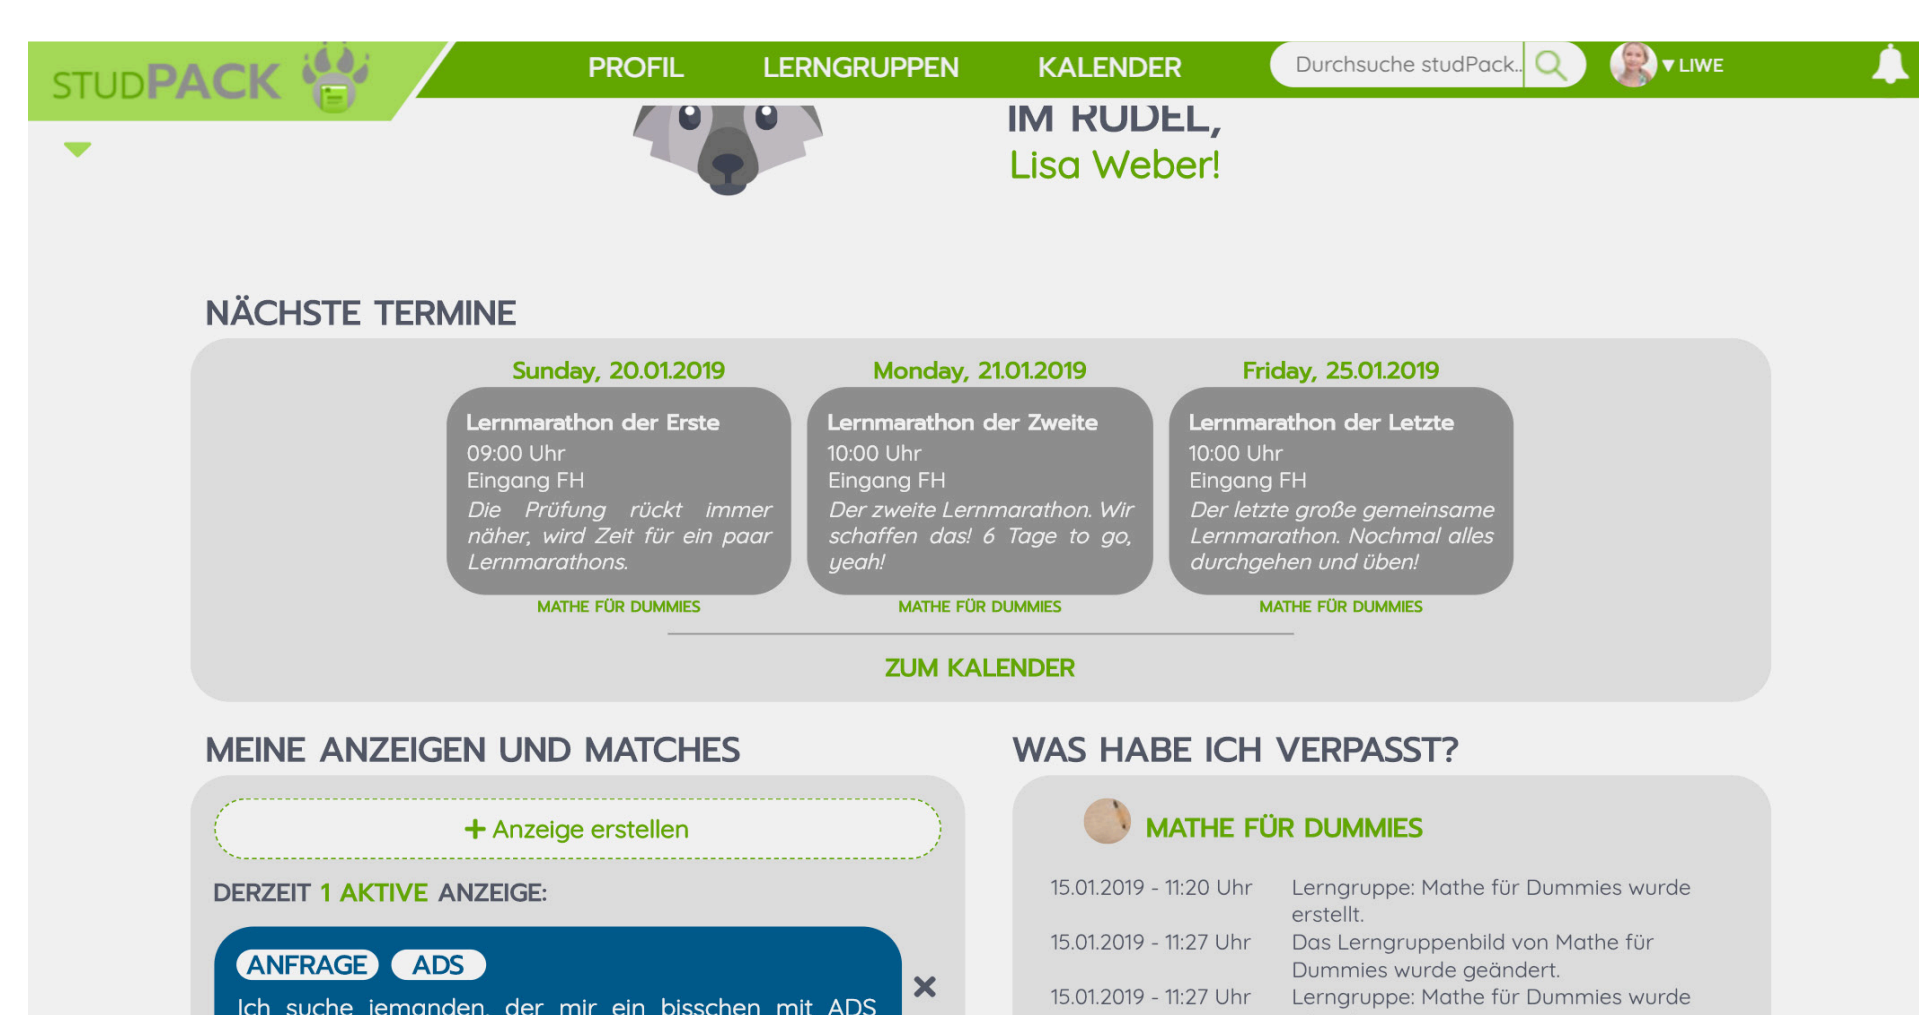 STUDPACK
PROFIL
LERNGRUPPEN
KALENDER
Durchsuche studPack..
▼ LIWE
IM RUDEL,
Lisa Weber!
NÄCHSTE TERMINE
Sunday, 20.01.2019
Lernmarathon der Erste
09:00 Uhr
Eingang FH
Die Prüfung rückt immer
näher, wird Zeit für ein paar
Lernmarathons.
MATHE FÜR DUMMIES
Monday, 21.01.2019
Lernmarathon der Zweite
10:00 Uhr
Eingang FH
Der zweite Lernmarathon. Wir
schaffen das! 6 Tage to go,
yeah!
MATHE FÜR DUMMIES
Friday, 25.01.2019
Lernmarathon der Letzte
10:00 Uhr
Eingang FH
Der letzte große gemeinsame
Lernmarathon. Nochmal alles
durchgehen und üben!
MATHE FÜR DUMMIES
ZUM KALENDER
MEINE ANZEIGEN UND MATCHES
+ Anzeige erstellen
DERZEIT 1 AKTIVE ANZEIGE:
ANFRAGE ADS
Ich suche jemanden, der mir ein bisschen mit ADS
WAS HABE ICH VERPASST?
MATHE FÜR DUMMIES
15.01.2019 - 11:20 Uhr Lerngruppe: Mathe für Dummies wurde
erstellt.
15.01.2019 - 11:27 Uhr Das Lerngruppenbild von Mathe für
Dummies wurde geändert.
15.01.2019 - 11:27 Uhr Lerngruppe: Mathe für Dummies wurde